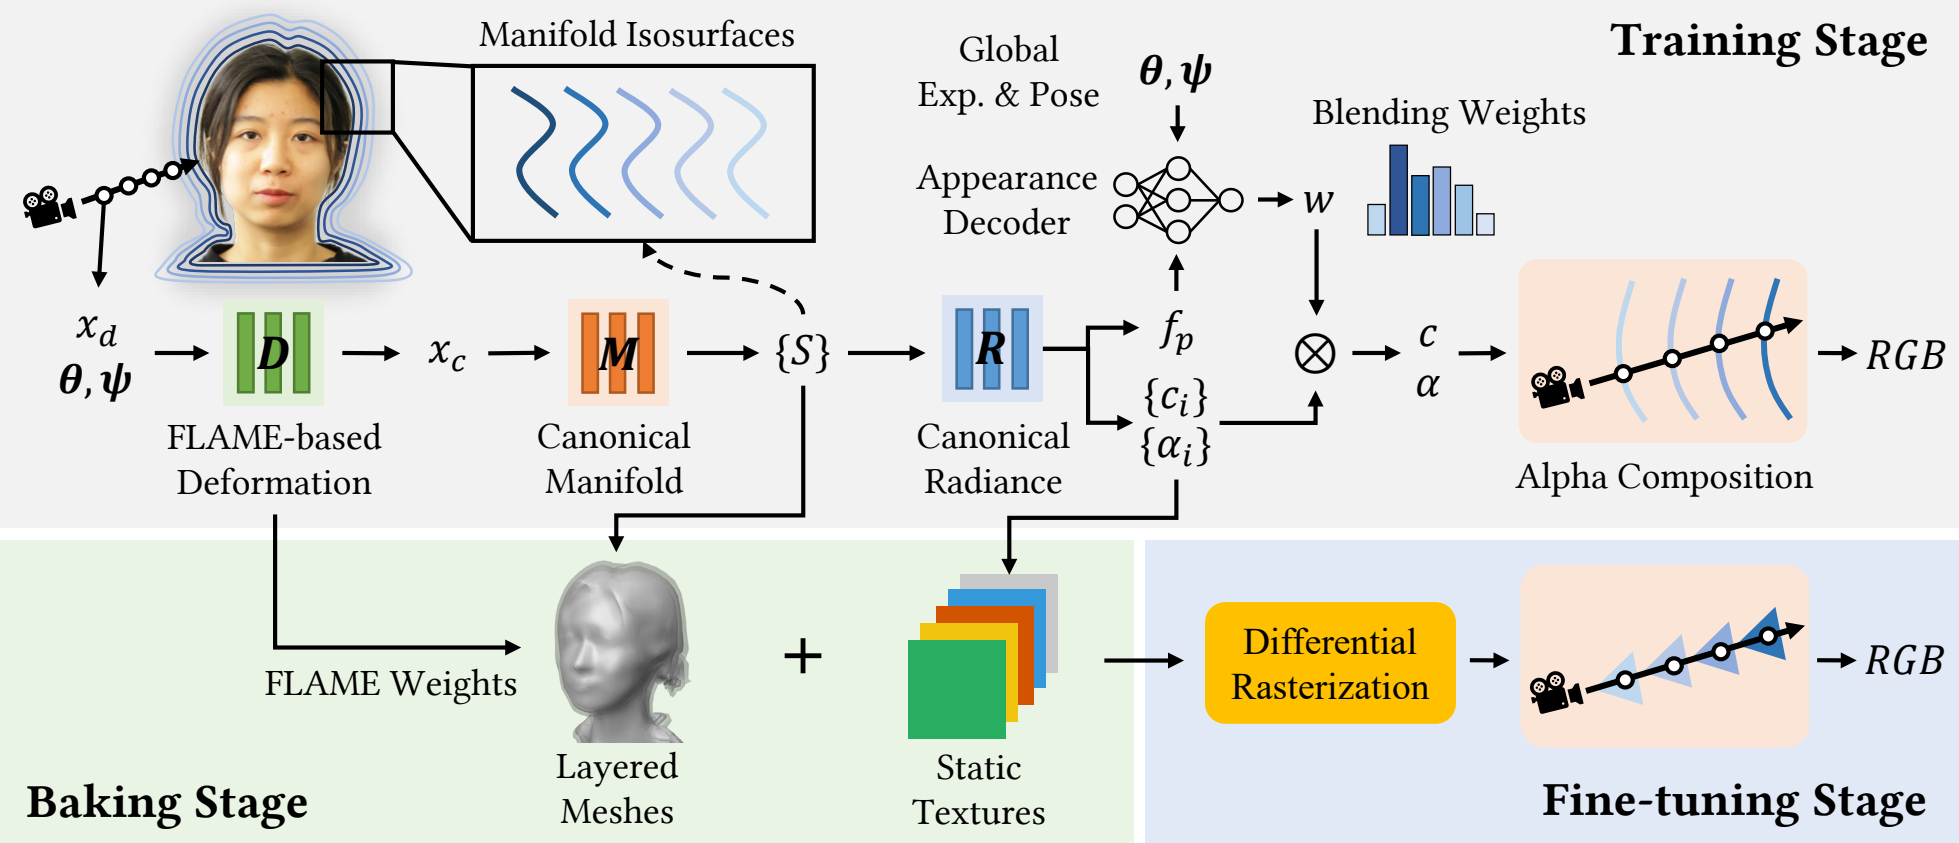 Training Stage
Manifold Isosurfaces
Global
Exp. & Pose
θ, ψ
Blending Weights
Appearance
Decoder
w
x_d
θ, ψ
D
x_c
M
{S}
R
f_p
{c_i}
{α_i}
c
α
RGB
FLAME-based
Deformation
Canonical
Manifold
Canonical
Radiance
Alpha Composition
FLAME Weights
+
Layered
Meshes
Static
Textures
Baking Stage
Differential
Rasterization
RGB
Fine-tuning Stage